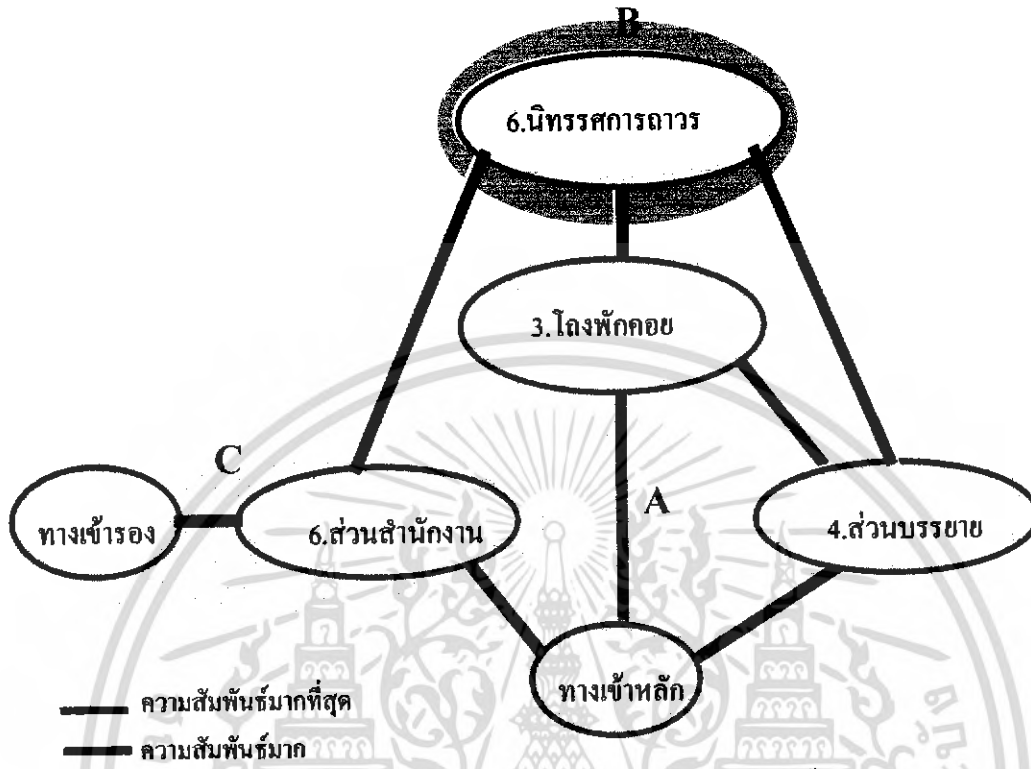 B
6.นิทรรศการถาวร
3.โถงพักคอย
C
A
ทางเข้ารอง
6.ส่วนสำนักงาน
4.ส่วนบรรยาย
ทางเข้าหลัก
ความสัมพันธ์มากที่สุด
ความสัมพันธ์มาก